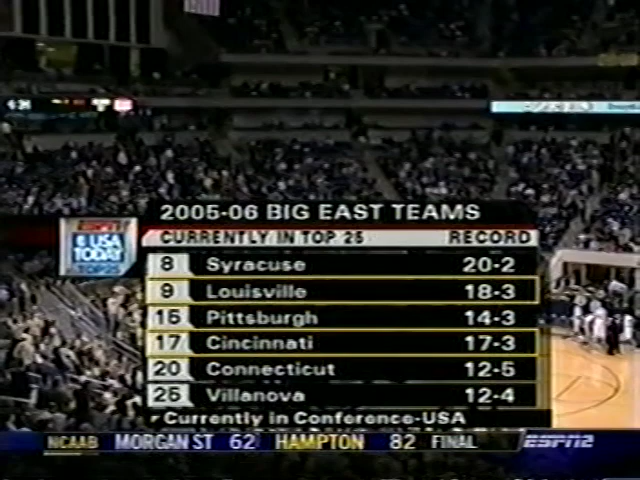 2005-06 BIG EAST TEAMS
ESPN
USA
TODAY
TOP 25
CURRENTLY IN TOP 25 RECORD
8 Syracuse 20-2
9 Louisville 18-3
15 Pittsburgh 14-3
17 Cincinnati 17-3
20 Connecticut 12-5
25 Villanova 12-4
Currently in Conference-USA
NCAAB MORGAN ST 62 HAMPTON 82 FINAL ESPN2